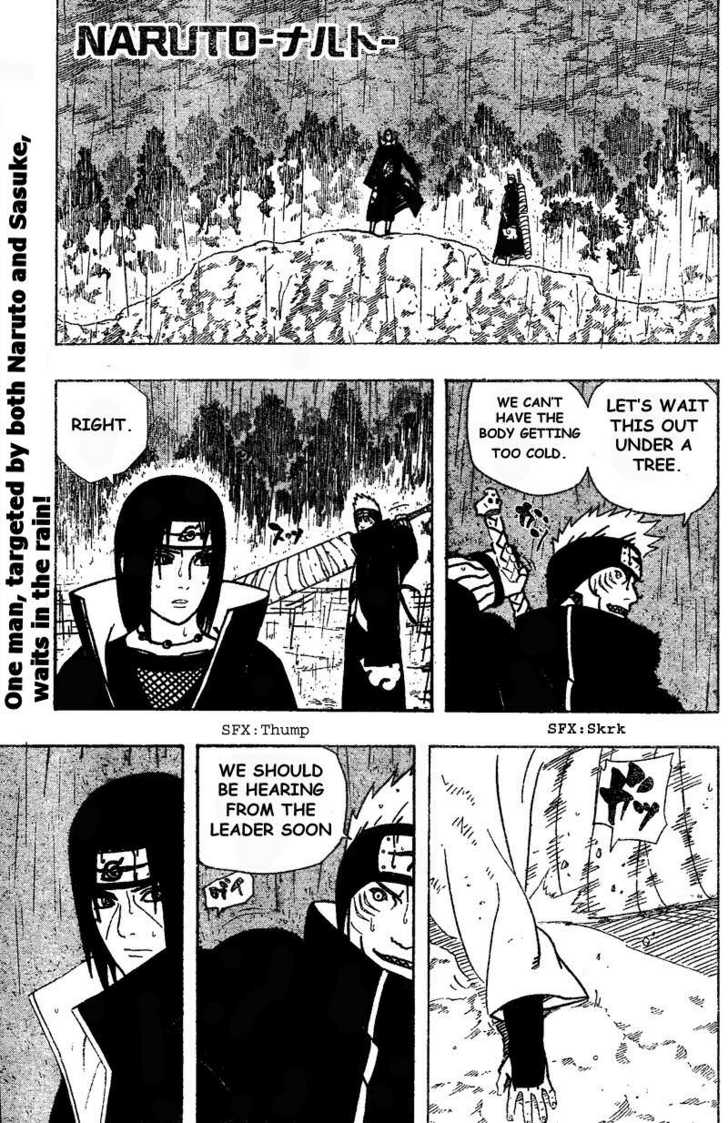 NARUTO-ナルト-
One man, targeted by both Naruto and Sasuke,
waits in the rain!
LET'S WAIT
THIS OUT
UNDER A
TREE.
WE CAN'T
HAVE THE
BODY GETTING
TOO COLD.
RIGHT.
SFX:Thump
SFX:Skrk
WE SHOULD
BE HEARING
FROM THE
LEADER SOON